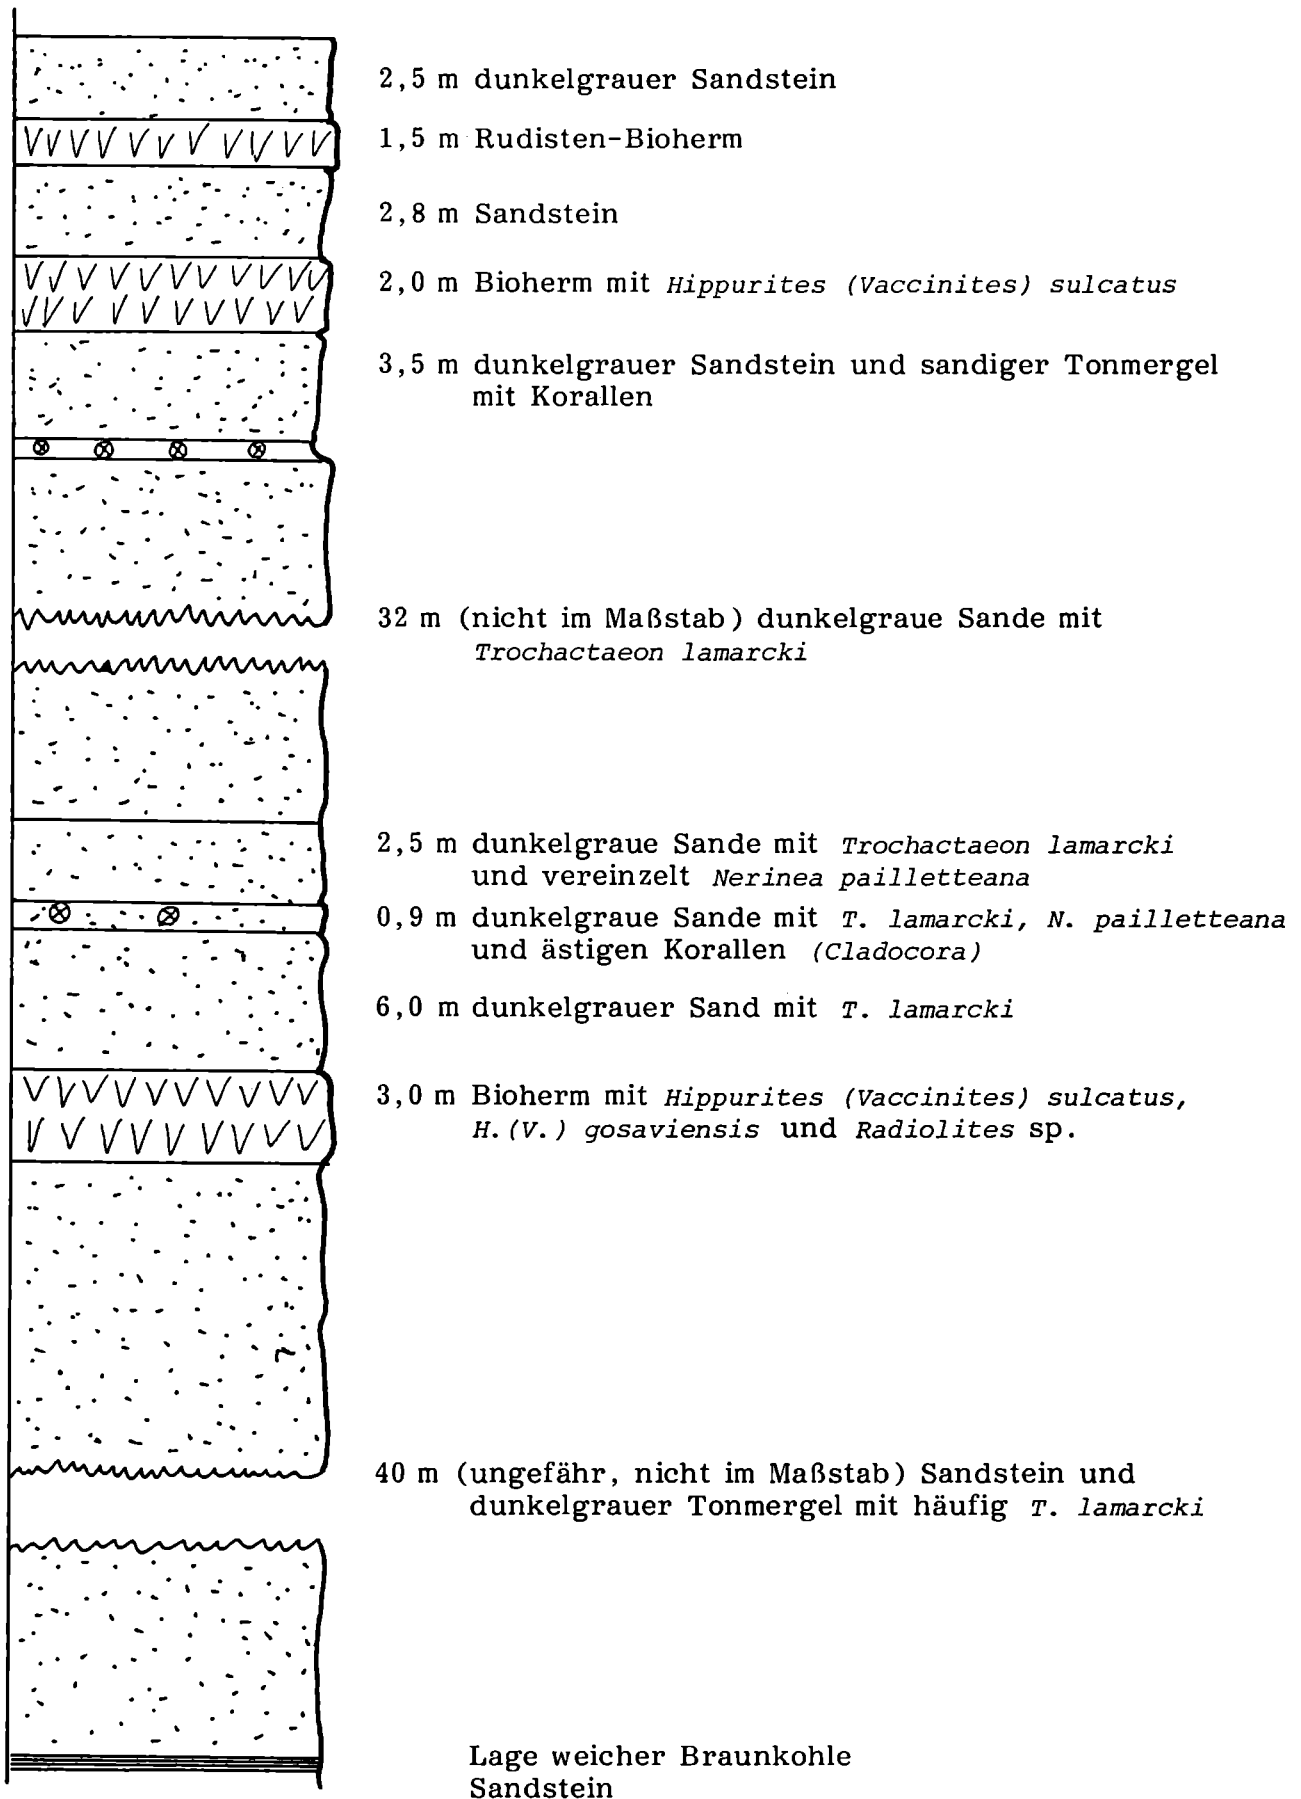 2,5 m dunkelgrauer Sandstein
1,5 m Rudisten-Bioherm
2,8 m Sandstein
2,0 m Bioherm mit Hippurites (Vaccinites) sulcatus
3,5 m dunkelgrauer Sandstein und sandiger Tonmergel
mit Korallen
32 m (nicht im Maßstab) dunkelgraue Sande mit
Trochactaeon lamarcki
2,5 m dunkelgraue Sande mit Trochactaeon lamarcki
und vereinzelt Nerinea pailletteana
0,9 m dunkelgraue Sande mit T. lamarcki, N. pailletteana
und ästigen Korallen (Cladocora)
6,0 m dunkelgrauer Sand mit T. lamarcki
3,0 m Bioherm mit Hippurites (Vaccinites) sulcatus,
H.(V.) gosaviensis und Radiolites sp.
40 m (ungefähr, nicht im Maßstab) Sandstein und
dunkelgrauer Tonmergel mit häufig T. lamarcki
Lage weicher Braunkohle
Sandstein